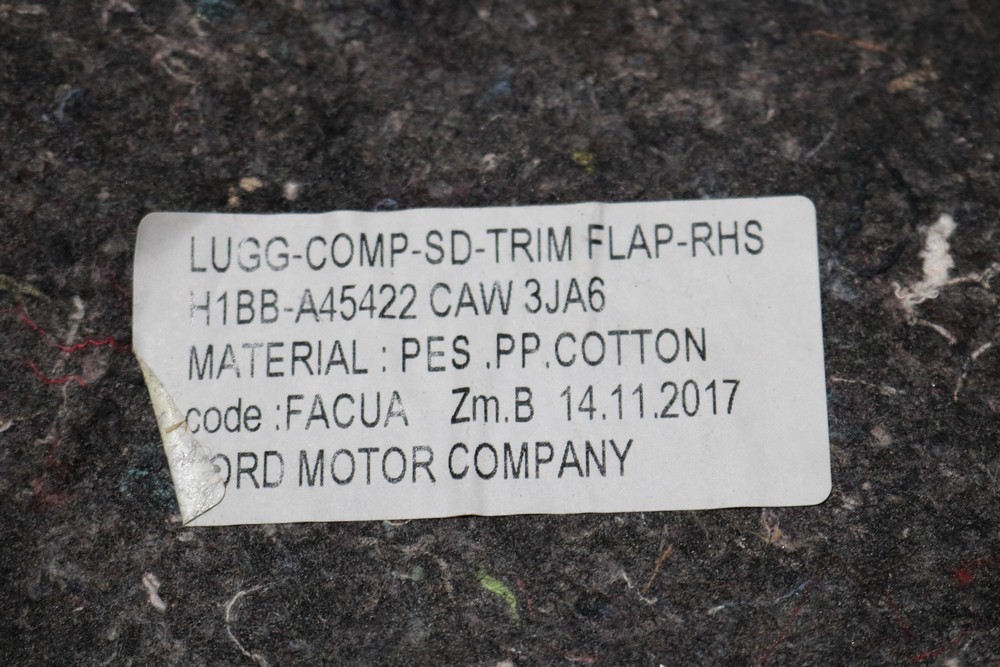 LUGG-COMP-SD-TRIM FLAP-RHS
H1BB-A45422 CAW 3JA6
MATERIAL : PES .PP.COTTON
code :FACUA Zm.B 14.11.2017
FORD MOTOR COMPANY